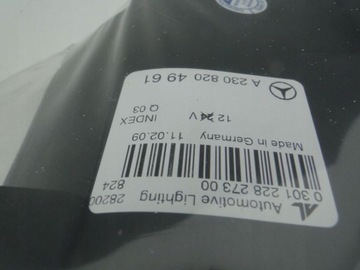 Automotive Lighting
28200
824
0 301 228 273 00
Made in Germany 11.02.09
12 24 V INDEX
Q 03
A 230 820 49 61